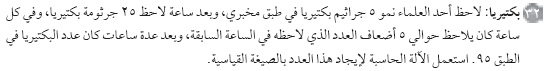 ٣٢ بكتيريا: لاحظ أحد العلماء نمو ٥ جراثيم بكتيريا في طبق مخبري، وبعد ساعة لاحظ ٢٥ جرثومة بكتيريا، وفي كل
ساعة كان يلاحظ حوالي ٥ أضعاف العدد الذي لاحظه في الساعة السابقة، وبعد عدة ساعات كان عدد البكتيريا في
الطبق ٩٥. استعمل الآلة الحاسبة لإيجاد هذا العدد بالصيغة القياسية.